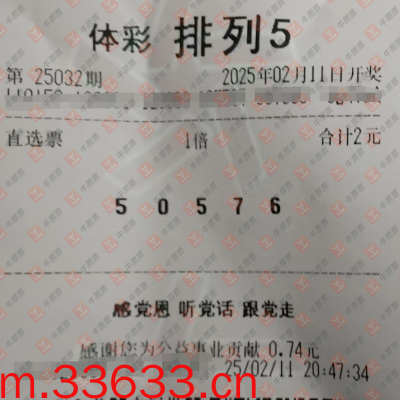 体彩 排列5
第 25032期 2025年02月11日开奖
直选票 1倍 合计2元
5 0 5 7 6
感党恩 听党话 跟党走
感谢您为公益事业贡献 0.74元
25/02/11 20:47:34
m.33633.cn